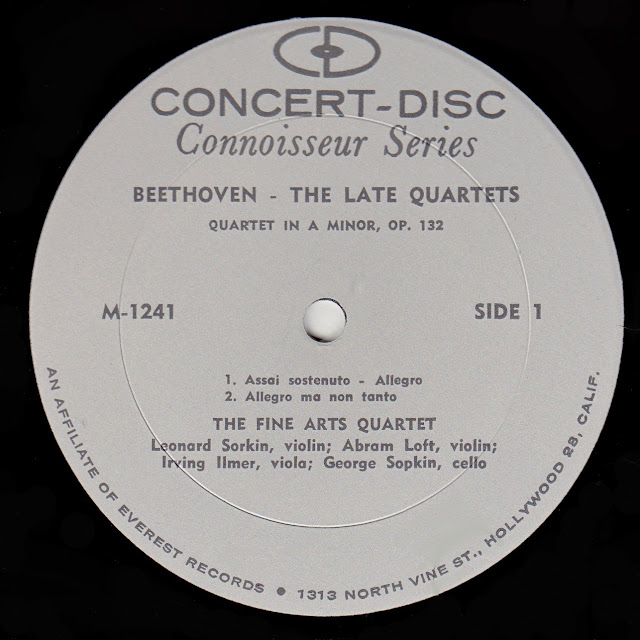 CD
CONCERT-DISC
Connoisseur Series
BEETHOVEN - THE LATE QUARTETS
QUARTET IN A MINOR, OP. 132
M-1241
SIDE 1
1. Assai sostenuto - Allegro
2. Allegro ma non tanto
THE FINE ARTS QUARTET
Leonard Sorkin, violin; Abram Loft, violin;
Irving Ilmer, viola; George Sopkin, cello
AN AFFILIATE OF EVEREST RECORDS ● 1313 NORTH VINE ST., HOLLYWOOD 28, CALIF.